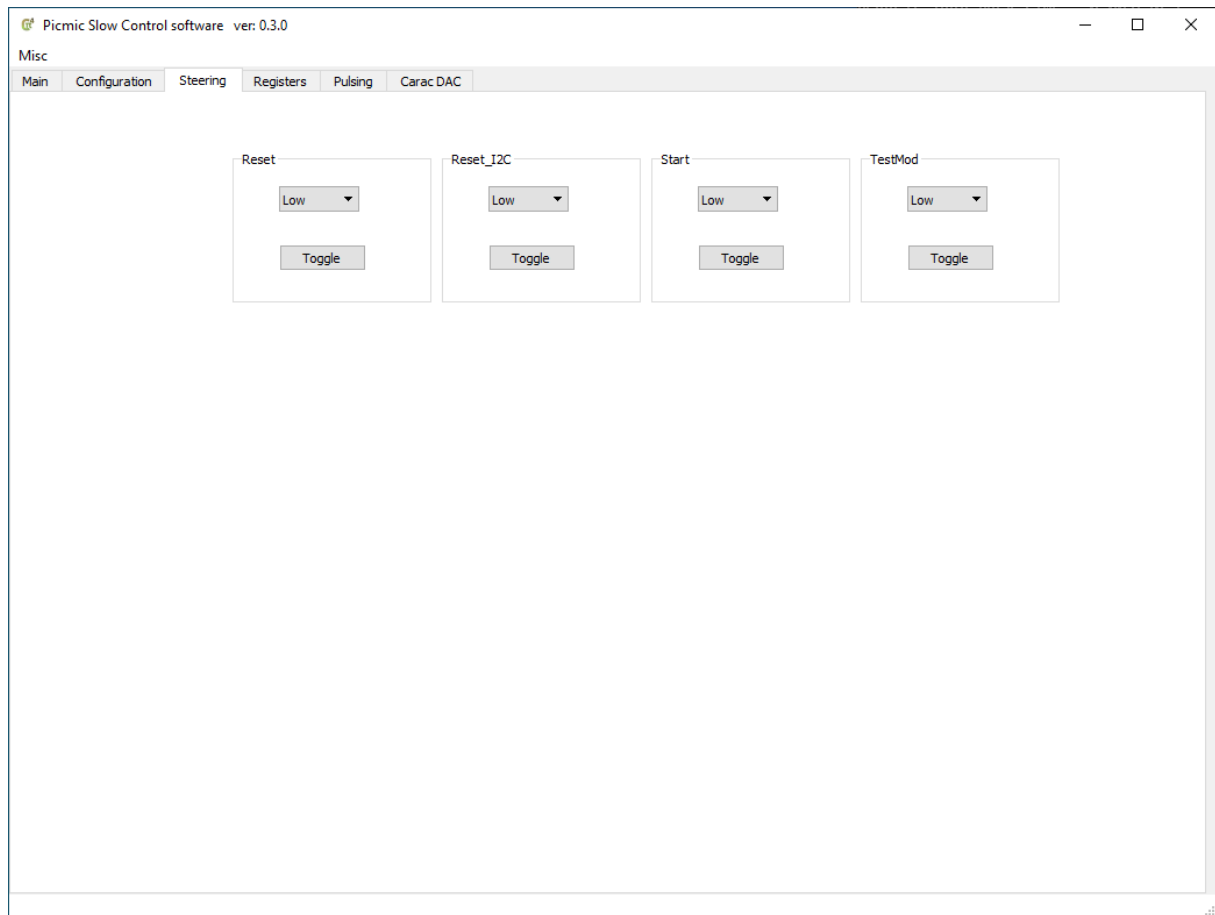 Picmic Slow Control software ver: 0.3.0
Misc
Main Configuration Steering Registers Pulsing Carac DAC
Reset Reset_I2C Start TestMod
Low Low Low Low
Toggle Toggle Toggle Toggle